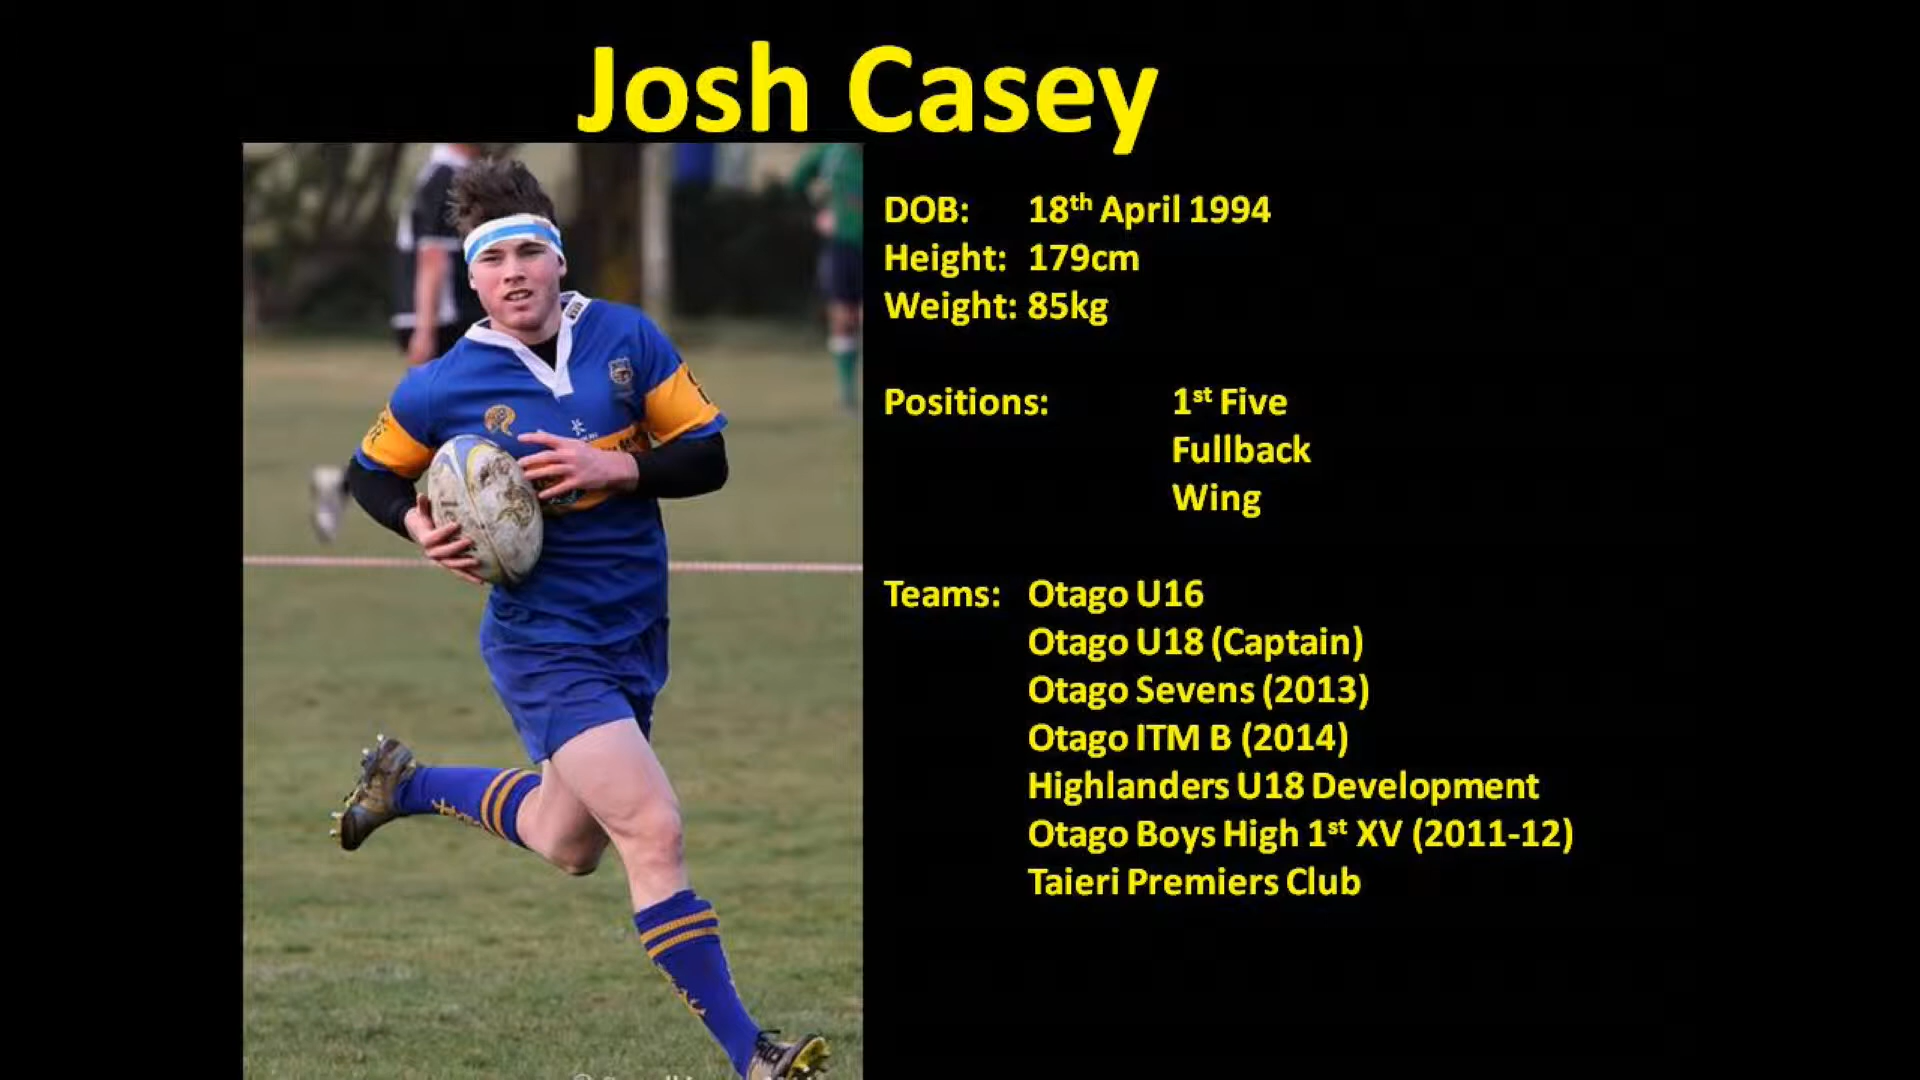 Josh Casey
DOB: 18th April 1994
Height: 179cm
Weight: 85kg
Positions: 1st Five
Fullback
Wing
Teams: Otago U16
Otago U18 (Captain)
Otago Sevens (2013)
Otago ITM B (2014)
Highlanders U18 Development
Otago Boys High 1st XV (2011-12)
Taieri Premiers Club